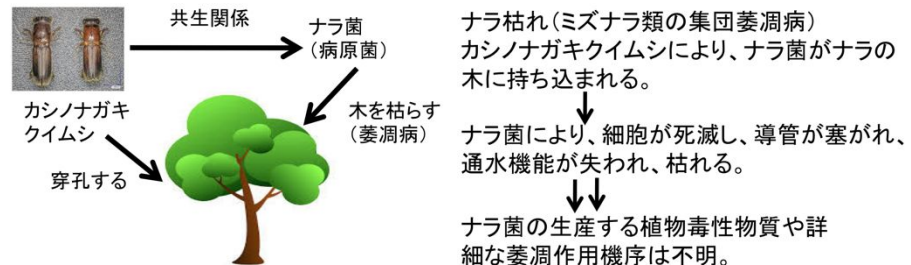 共生関係
ナラ菌
(病原菌)
カシノナガキ
クイムシ
木を枯らす
(萎凋病)
穿孔する
ナラ枯れ(ミズナラ類の集団萎凋病)
カシノナガキクイムシにより、ナラ菌がナラの
木に持ち込まれる。
ナラ菌により、細胞が死滅し、導管が塞がれ、
通水機能が失われ、枯れる。
ナラ菌の生産する植物毒性物質や詳
細な萎凋作用機序は不明。